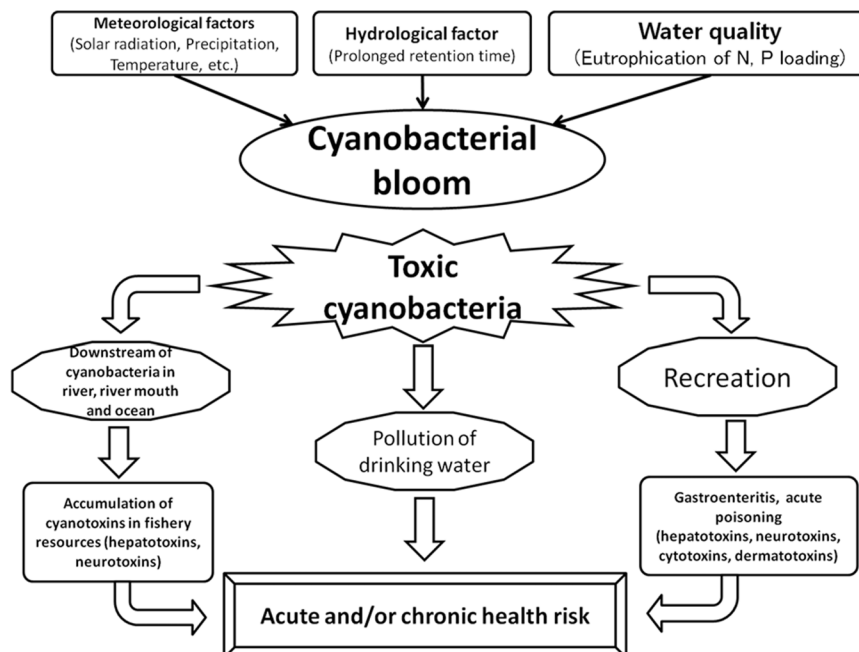 Meteorological factors
(Solar radiation, Precipitation,
Temperature, etc.)
Hydrological factor
(Prolonged retention time)
Water quality
(Eutrophication of N, P loading)
Cyanobacterial
bloom
Toxic
cyanobacteria
Downstream of
cyanobacteria in
river, river mouth
and ocean
Pollution of
drinking water
Recreation
Accumulation of
cyanotoxins in fishery
resources (hepatotoxins,
neurotoxins)
Gastroenteritis, acute
poisoning
(hepatotoxins, neurotoxins,
cytotoxins, dermatotoxins)
Acute and/or chronic health risk